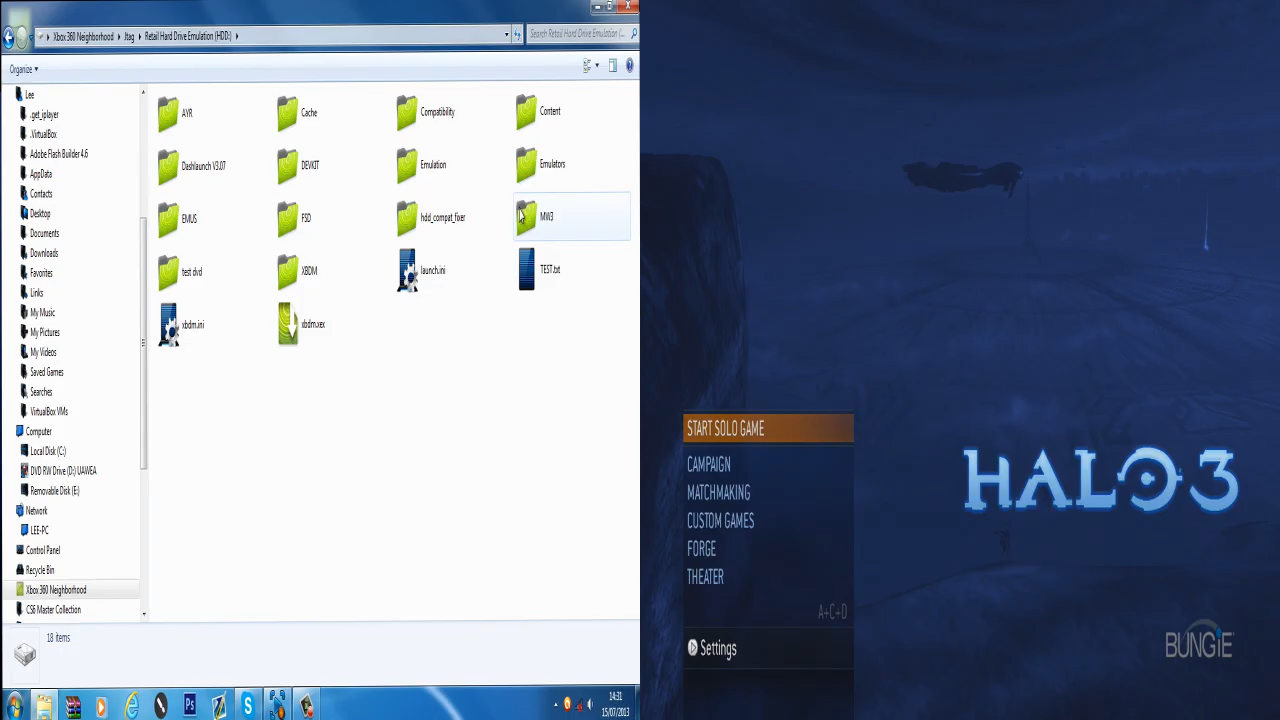 Xbox 360 Neighborhood Jtag Retail Hard Drive Emulation (HDD:)
Search Retail Hard Drive Emulation (...
Organize
Lee
.get_iplayer
.VirtualBox
Adobe Flash Builder 4.6
AppData
Contacts
Desktop
Documents
Downloads
Favorites
Links
My Music
My Pictures
My Videos
Saved Games
Searches
VirtualBox VMs
Computer
Local Disk (C:)
DVD RW Drive (D:) UAWEA
Removable Disk (E:)
Network
LEE-PC
Control Panel
Recycle Bin
Xbox 360 Neighborhood
CS6 Master Collection
AYR Cache Compatibility Content
Dashlaunch V3.07 DEVKIT Emulation Emulators
EMUS FSD hdd_compat_fixer MW3
test dvd XBDM launch.ini TEST.txt
xbdm.ini xbdm.xex
18 items
14:31
15/07/2013
START SOLO GAME
CAMPAIGN
MATCHMAKING
CUSTOM GAMES
FORGE
THEATER
A+C+D
Settings
HALO 3
BUNGIE